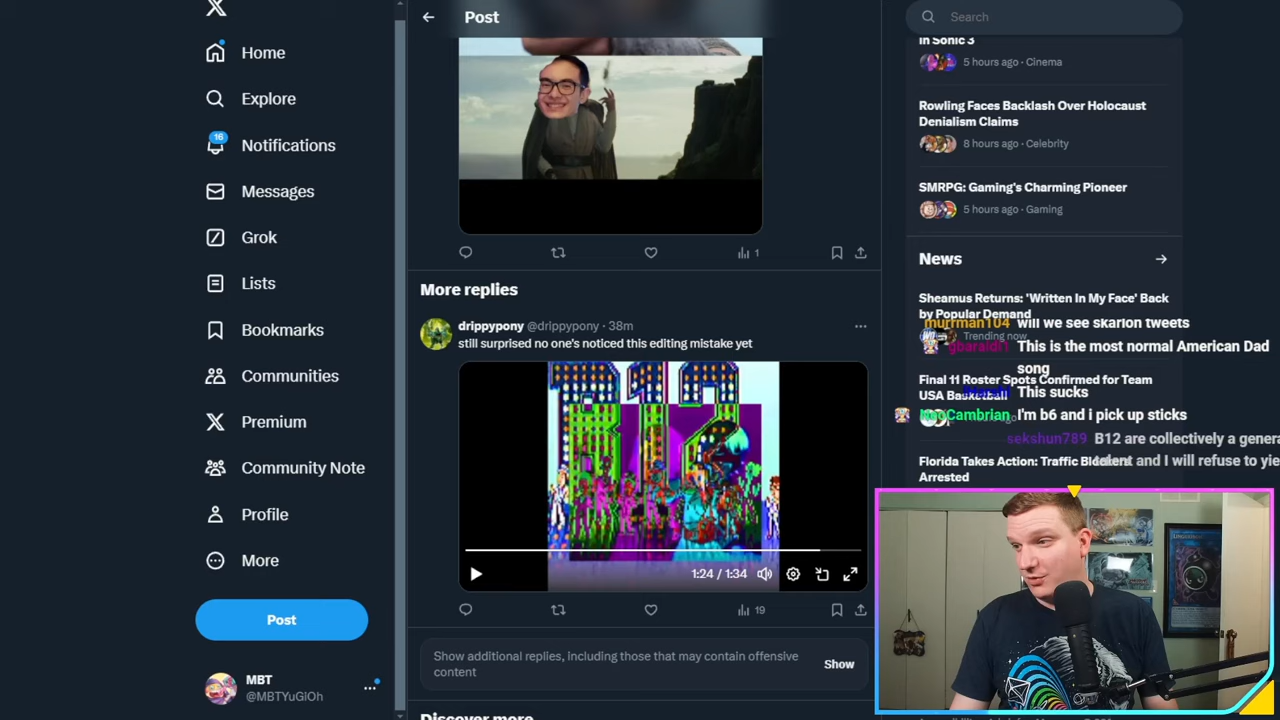 Home
Explore
16
Notifications
Messages
Grok
Lists
Bookmarks
Communities
Premium
Community Note
Profile
More
Post
MBT
@MBTYuGiOh
Post
1
More replies
drippypony @drippypony · 38m
still surprised no one's noticed this editing mistake yet
B12
1:24 / 1:34
19
Show additional replies, including those that may contain offensive
content
Show
Discover more
Search
in Sonic 3
5 hours ago · Cinema
Rowling Faces Backlash Over Holocaust
Denialism Claims
8 hours ago · Celebrity
SMRPG: Gaming's Charming Pioneer
5 hours ago · Gaming
News
Sheamus Returns: 'Written In My Face' Back
by Popular Demand
Trending now
Final 11 Roster Spots Confirmed for Team
USA Basketball
Florida Takes Action: Traffic Blockers
Arrested
murrman104 will we see skarlon tweets
gbaraldi1 This is the most normal American Dad
song
This sucks
NeoCambrian I'm b6 and i pick up sticks
sekshun789 B12 are collectively a genera
and I will refuse to yie